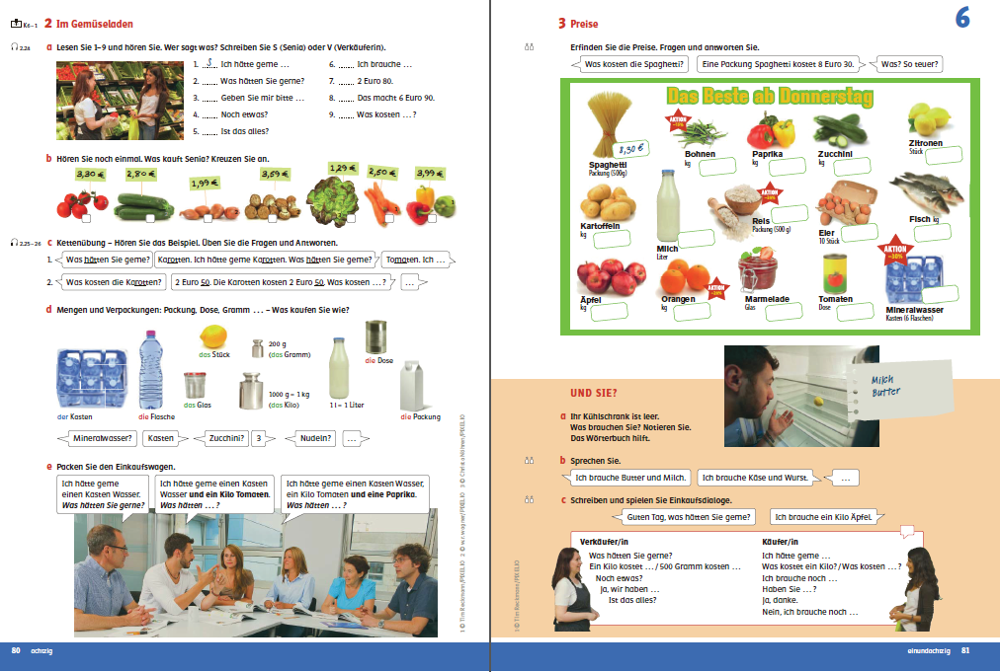 K6–1 2 Im Gemüseladen
2.24 a Lesen Sie 1–9 und hören Sie. Wer sagt was? Schreiben Sie S (Senia) oder V (Verkäuferin).
1. S Ich hätte gerne …
2. Was hätten Sie gerne?
3. Geben Sie mir bitte …
4. Noch etwas?
5. Ist das alles?
6. Ich brauche …
7. 2 Euro 80.
8. Das macht 6 Euro 90.
9. Was kosten …?
b Hören Sie noch einmal. Was kauft Senia? Kreuzen Sie an.
3,30 € 2,80 € 1,99 € 3,59 € 1,29 € 2,50 € 3,99 €
2.25–26 c Kettenübung – Hören Sie das Beispiel. Üben Sie die Fragen und Antworten.
1. Was hätten Sie gerne? Karotten. Ich hätte gerne Karotten. Was hätten Sie gerne? Tomaten. Ich …
2. Was kosten die Karotten? 2 Euro 50. Die Karotten kosten 2 Euro 50. Was kosten …? …
d Mengen und Verpackungen: Packung, Dose, Gramm … – Was kaufen Sie wie?
das Stück
200 g
(das Gramm)
die Dose
das Glas
1000 g = 1 kg
(das Kilo)
1 l = 1 Liter
der Kasten
die Flasche
die Packung
Mineralwasser? Kasten Zucchini? 3 Nudeln? …
e Packen Sie den Einkaufswagen.
Ich hätte gerne
einen Kasten Wasser.
Was hätten Sie gerne?
Ich hätte gerne einen Kasten
Wasser und ein Kilo Tomaten.
Was hätten …?
Ich hätte gerne einen Kasten Wasser,
ein Kilo Tomaten und eine Paprika.
Was hätten …?
80 achtzig
6
3 Preise
Erfinden Sie die Preise. Fragen und antworten Sie.
Was kosten die Spaghetti? Eine Packung Spaghetti kostet 8 Euro 30. Was? So teuer?
Das Beste ab Donnerstag
8,30 €
Spaghetti
Packung (500g)
AKTION
Bohnen
kg
Paprika
kg
Zucchini
kg
Zitronen
Stück
Kartoffeln
kg
Milch
Liter
AKTION
Reis
Packung (500 g)
Eier
10 Stück
Fisch kg
Äpfel
kg
Orangen
kg
AKTION
Marmelade
Glas
Tomaten
Dose
AKTION
–50%
Mineralwasser
Kasten (6 Flaschen)
Milch
Butter
UND SIE?
a Ihr Kühlschrank ist leer.
Was brauchen Sie? Notieren Sie.
Das Wörterbuch hilft.
b Sprechen Sie.
Ich brauche Butter und Milch. Ich brauche Käse und Wurst. …
c Schreiben und spielen Sie Einkaufsdialoge.
Guten Tag, was hätten Sie gerne? Ich brauche ein Kilo Äpfel.
Verkäufer/in
Was hätten Sie gerne?
Ein Kilo kostet … / 500 Gramm kosten …
Noch etwas?
Ja, wir haben …
Ist das alles?
Käufer/in
Ich hätte gerne …
Was kostet ein Kilo? / Was kosten …?
Ich brauche noch …
Haben Sie …?
Ja, danke.
Nein, ich brauche noch …
einundachtzig 81